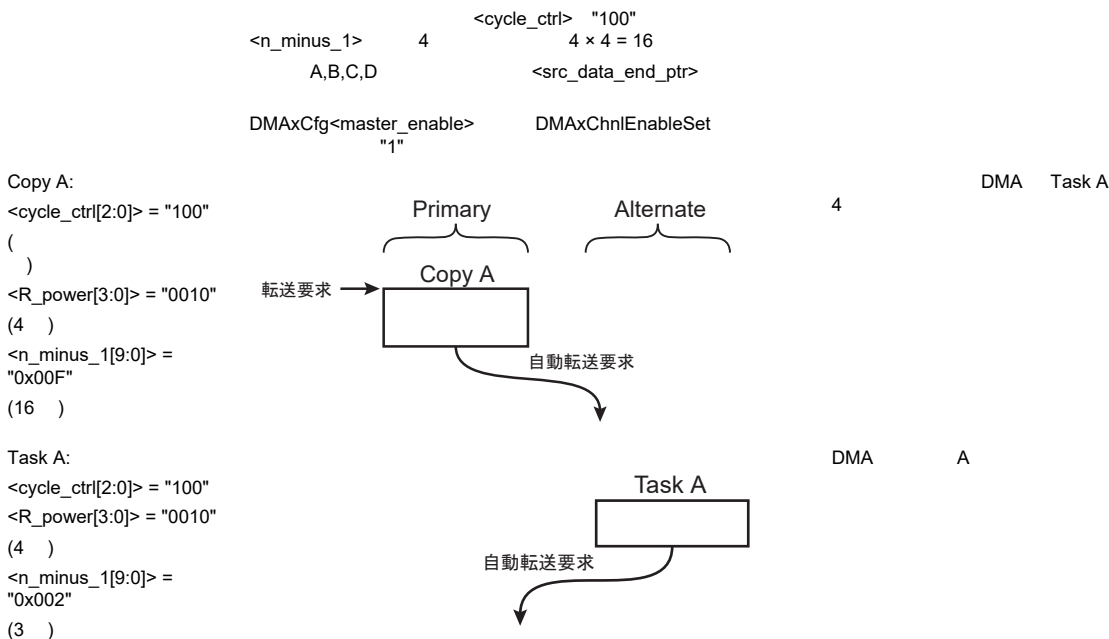 <cycle_ctrl> "100"
<n_minus_1> 4 4 × 4 = 16
A,B,C,D <src_data_end_ptr>
DMAxCfg<master_enable> DMAxChnlEnableSet
"1"
Copy A:
<cycle_ctrl[2:0]> = "100"
(
)
<R_power[3:0]> = "0010"
(4 )
<n_minus_1[9:0]> =
"0x00F"
(16 )
Primary
Alternate
Copy A
転送要求
自動転送要求
DMA Task A
4
Task A:
<cycle_ctrl[2:0]> = "100"
<R_power[3:0]> = "0010"
(4 )
<n_minus_1[9:0]> =
"0x002"
(3 )
Task A
自動転送要求
DMA A